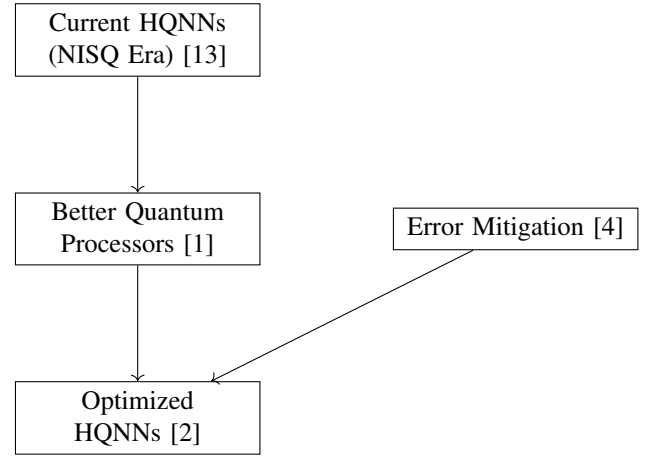 Current HQNNs
(NISQ Era) [13]
Better Quantum
Processors [1]
Error Mitigation [4]
Optimized
HQNNs [2]